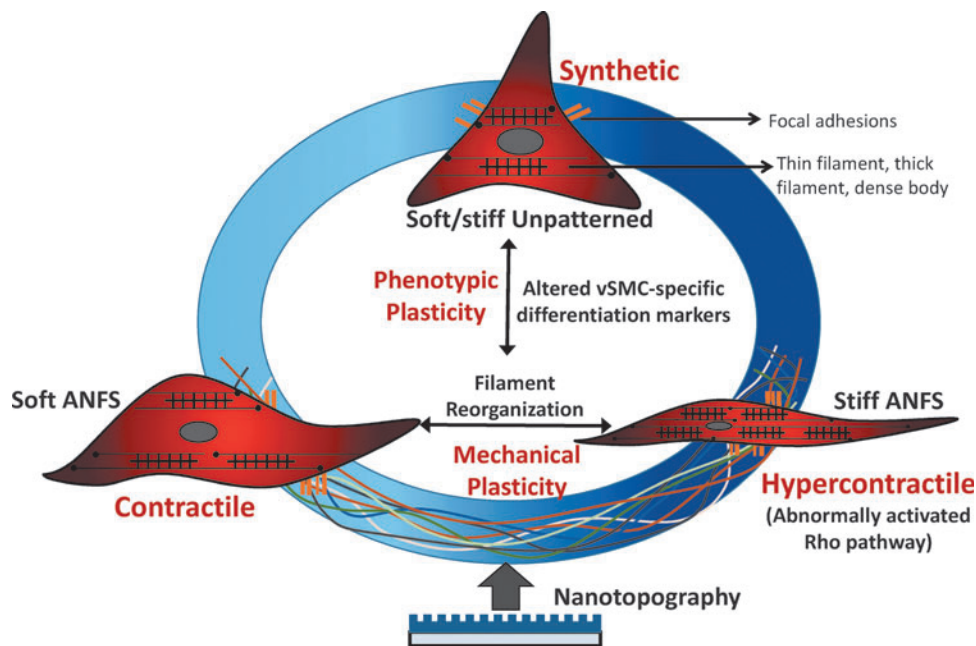 Synthetic
Focal adhesions
Thin filament, thick
filament, dense body
Soft/stiff Unpatterned
Phenotypic
Plasticity
Altered vSMC-specific
differentiation markers
Soft ANFS
Filament
Reorganization
Stiff ANFS
Mechanical
Plasticity
Contractile
Hypercontractile
(Abnormally activated
Rho pathway)
Nanotopography